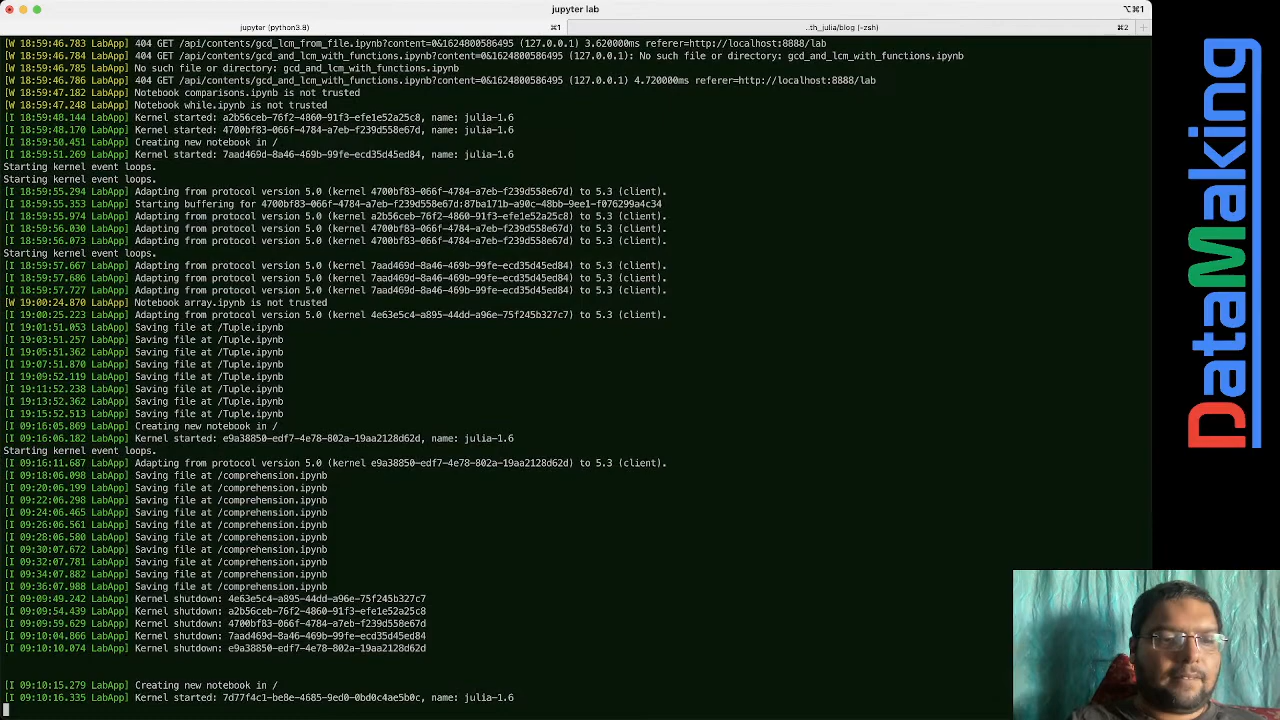 jupyter lab
⌥⌘1
jupyter (python3.8)
⌘1
..th_julia/blog (-zsh)
⌘2
[W 18:59:46.783 LabApp] 404 GET /api/contents/gcd_lcm_from_file.ipynb?content=0&1624800586495 (127.0.0.1) 3.620000ms referer=http://localhost:8888/lab
[W 18:59:46.784 LabApp] 404 GET /api/contents/gcd_and_lcm_with_functions.ipynb?content=0&1624800586495 (127.0.0.1): No such file or directory: gcd_and_lcm_with_functions.ipynb
[W 18:59:46.785 LabApp] No such file or directory: gcd_and_lcm_with_functions.ipynb
[W 18:59:46.786 LabApp] 404 GET /api/contents/gcd_and_lcm_with_functions.ipynb?content=0&1624800586495 (127.0.0.1) 4.720000ms referer=http://localhost:8888/lab
[W 18:59:47.182 LabApp] Notebook comparisons.ipynb is not trusted
[W 18:59:47.248 LabApp] Notebook while.ipynb is not trusted
[I 18:59:48.144 LabApp] Kernel started: a2b56ceb-76f2-4860-91f3-efe1e52a25c8, name: julia-1.6
[I 18:59:48.170 LabApp] Kernel started: 4700bf83-066f-4784-a7eb-f239d558e67d, name: julia-1.6
[I 18:59:50.451 LabApp] Creating new notebook in /
[I 18:59:51.269 LabApp] Kernel started: 7aad469d-8a46-469b-99fe-ecd35d45ed84, name: julia-1.6
Starting kernel event loops.
Starting kernel event loops.
[I 18:59:55.294 LabApp] Adapting from protocol version 5.0 (kernel 4700bf83-066f-4784-a7eb-f239d558e67d) to 5.3 (client).
[I 18:59:55.353 LabApp] Starting buffering for 4700bf83-066f-4784-a7eb-f239d558e67d:87ba171b-a90c-48bb-9ee1-f076299a4c34
[I 18:59:55.974 LabApp] Adapting from protocol version 5.0 (kernel a2b56ceb-76f2-4860-91f3-efe1e52a25c8) to 5.3 (client).
[I 18:59:56.030 LabApp] Adapting from protocol version 5.0 (kernel 4700bf83-066f-4784-a7eb-f239d558e67d) to 5.3 (client).
[I 18:59:56.073 LabApp] Adapting from protocol version 5.0 (kernel 4700bf83-066f-4784-a7eb-f239d558e67d) to 5.3 (client).
Starting kernel event loops.
[I 18:59:57.667 LabApp] Adapting from protocol version 5.0 (kernel 7aad469d-8a46-469b-99fe-ecd35d45ed84) to 5.3 (client).
[I 18:59:57.686 LabApp] Adapting from protocol version 5.0 (kernel 7aad469d-8a46-469b-99fe-ecd35d45ed84) to 5.3 (client).
[I 18:59:57.727 LabApp] Adapting from protocol version 5.0 (kernel 7aad469d-8a46-469b-99fe-ecd35d45ed84) to 5.3 (client).
[W 19:00:24.870 LabApp] Notebook array.ipynb is not trusted
[I 19:00:25.223 LabApp] Adapting from protocol version 5.0 (kernel 4e63e5c4-a895-44dd-a96e-75f245b327c7) to 5.3 (client).
[I 19:01:51.053 LabApp] Saving file at /Tuple.ipynb
[I 19:03:51.257 LabApp] Saving file at /Tuple.ipynb
[I 19:05:51.362 LabApp] Saving file at /Tuple.ipynb
[I 19:07:51.870 LabApp] Saving file at /Tuple.ipynb
[I 19:09:52.119 LabApp] Saving file at /Tuple.ipynb
[I 19:11:52.238 LabApp] Saving file at /Tuple.ipynb
[I 19:13:52.362 LabApp] Saving file at /Tuple.ipynb
[I 19:15:52.513 LabApp] Saving file at /Tuple.ipynb
[I 09:16:05.869 LabApp] Creating new notebook in /
[I 09:16:06.182 LabApp] Kernel started: e9a38850-edf7-4e78-802a-19aa2128d62d, name: julia-1.6
Starting kernel event loops.
[I 09:16:11.687 LabApp] Adapting from protocol version 5.0 (kernel e9a38850-edf7-4e78-802a-19aa2128d62d) to 5.3 (client).
[I 09:18:06.098 LabApp] Saving file at /comprehension.ipynb
[I 09:20:06.199 LabApp] Saving file at /comprehension.ipynb
[I 09:22:06.298 LabApp] Saving file at /comprehension.ipynb
[I 09:24:06.465 LabApp] Saving file at /comprehension.ipynb
[I 09:26:06.561 LabApp] Saving file at /comprehension.ipynb
[I 09:28:06.580 LabApp] Saving file at /comprehension.ipynb
[I 09:30:07.672 LabApp] Saving file at /comprehension.ipynb
[I 09:32:07.781 LabApp] Saving file at /comprehension.ipynb
[I 09:34:07.882 LabApp] Saving file at /comprehension.ipynb
[I 09:36:07.988 LabApp] Saving file at /comprehension.ipynb
[I 09:09:49.242 LabApp] Kernel shutdown: 4e63e5c4-a895-44dd-a96e-75f245b327c7
[I 09:09:54.439 LabApp] Kernel shutdown: a2b56ceb-76f2-4860-91f3-efe1e52a25c8
[I 09:09:59.629 LabApp] Kernel shutdown: 4700bf83-066f-4784-a7eb-f239d558e67d
[I 09:10:04.866 LabApp] Kernel shutdown: 7aad469d-8a46-469b-99fe-ecd35d45ed84
[I 09:10:10.074 LabApp] Kernel shutdown: e9a38850-edf7-4e78-802a-19aa2128d62d
[I 09:10:15.279 LabApp] Creating new notebook in /
[I 09:10:16.335 LabApp] Kernel started: 7d77f4c1-be8e-4685-9ed0-0bd0c4ae5b0c, name: julia-1.6
DataMaking